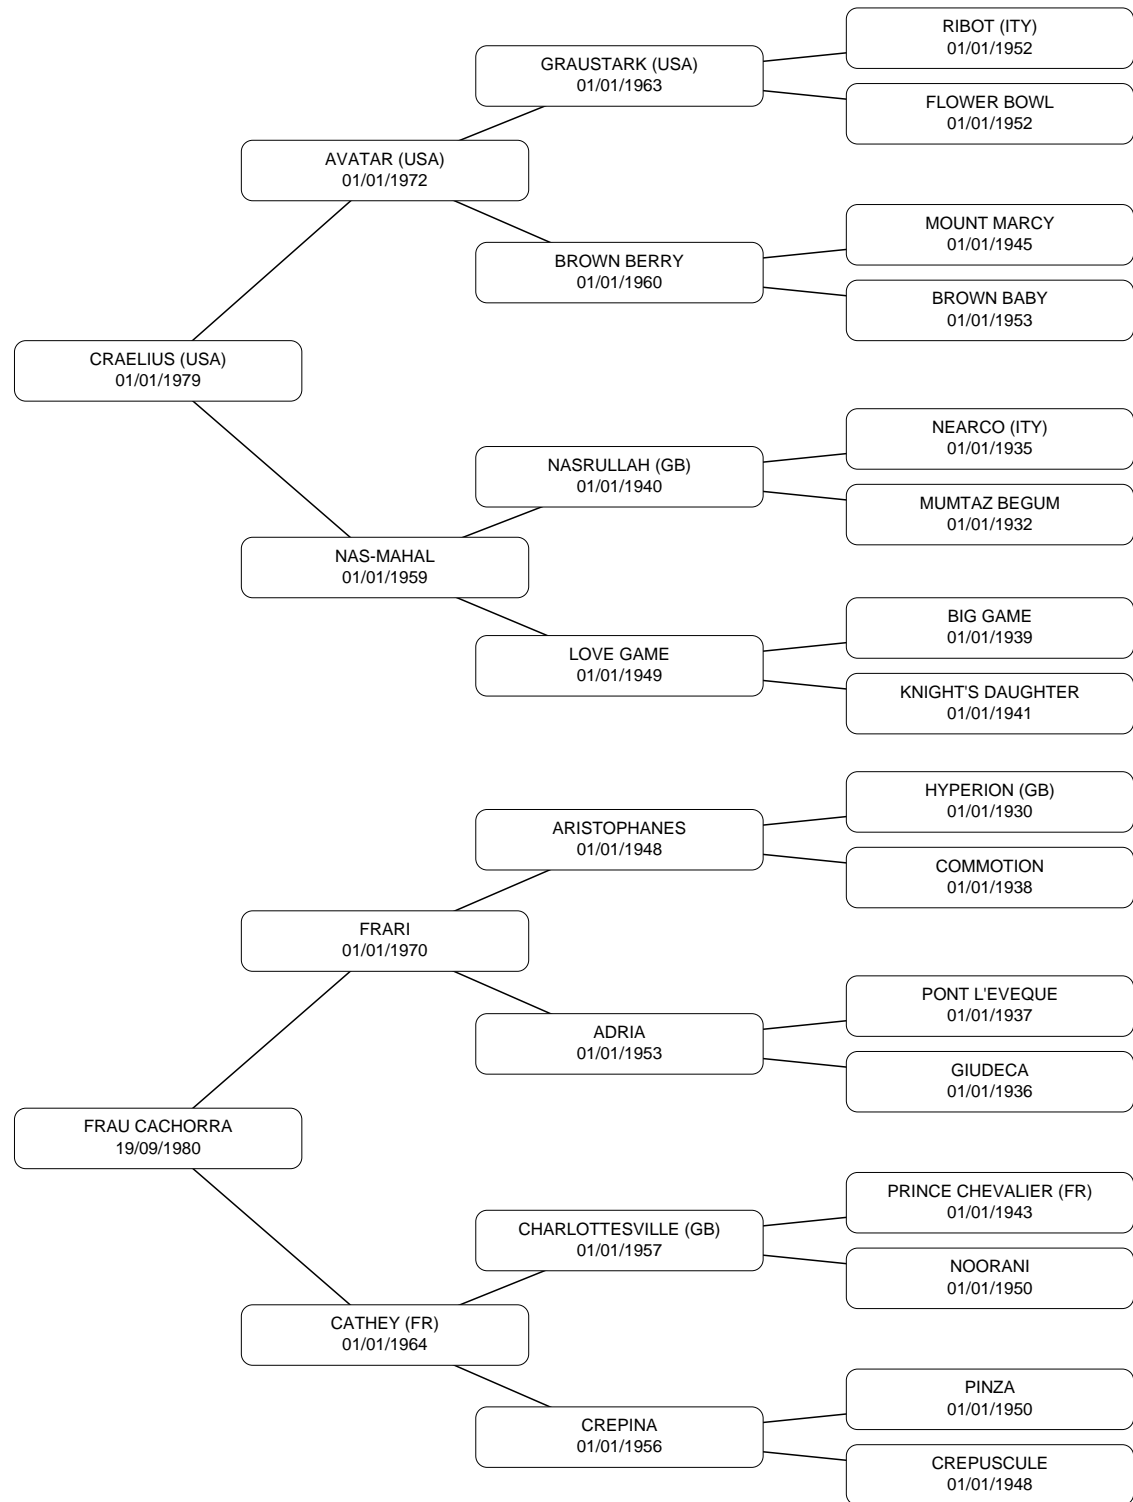 RIBOT (ITY)
01/01/1952
GRAUSTARK (USA)
01/01/1963
FLOWER BOWL
01/01/1952
AVATAR (USA)
01/01/1972
MOUNT MARCY
01/01/1945
BROWN BERRY
01/01/1960
BROWN BABY
01/01/1953
CRAELIUS (USA)
01/01/1979
NEARCO (ITY)
01/01/1935
NASRULLAH (GB)
01/01/1940
MUMTAZ BEGUM
01/01/1932
NAS-MAHAL
01/01/1959
BIG GAME
01/01/1939
LOVE GAME
01/01/1949
KNIGHT'S DAUGHTER
01/01/1941
HYPERION (GB)
01/01/1930
ARISTOPHANES
01/01/1948
COMMOTION
01/01/1938
FRARI
01/01/1970
PONT L'EVEQUE
01/01/1937
ADRIA
01/01/1953
GIUDECA
01/01/1936
FRAU CACHORRA
19/09/1980
PRINCE CHEVALIER (FR)
01/01/1943
CHARLOTTESVILLE (GB)
01/01/1957
NOORANI
01/01/1950
CATHEY (FR)
01/01/1964
PINZA
01/01/1950
CREPINA
01/01/1956
CREPUSCULE
01/01/1948